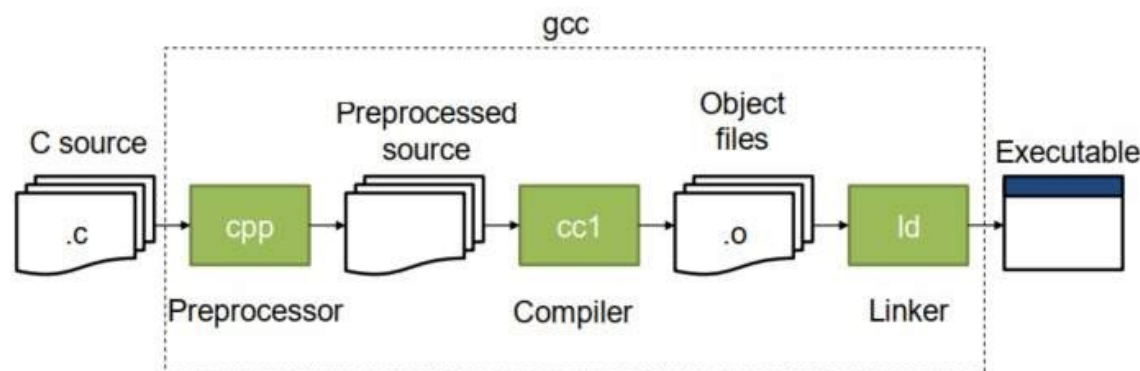 gcc
C source
Preprocessed
source
Object
files
Executable
.c
cpp
cc1
.o
ld
Preprocessor
Compiler
Linker